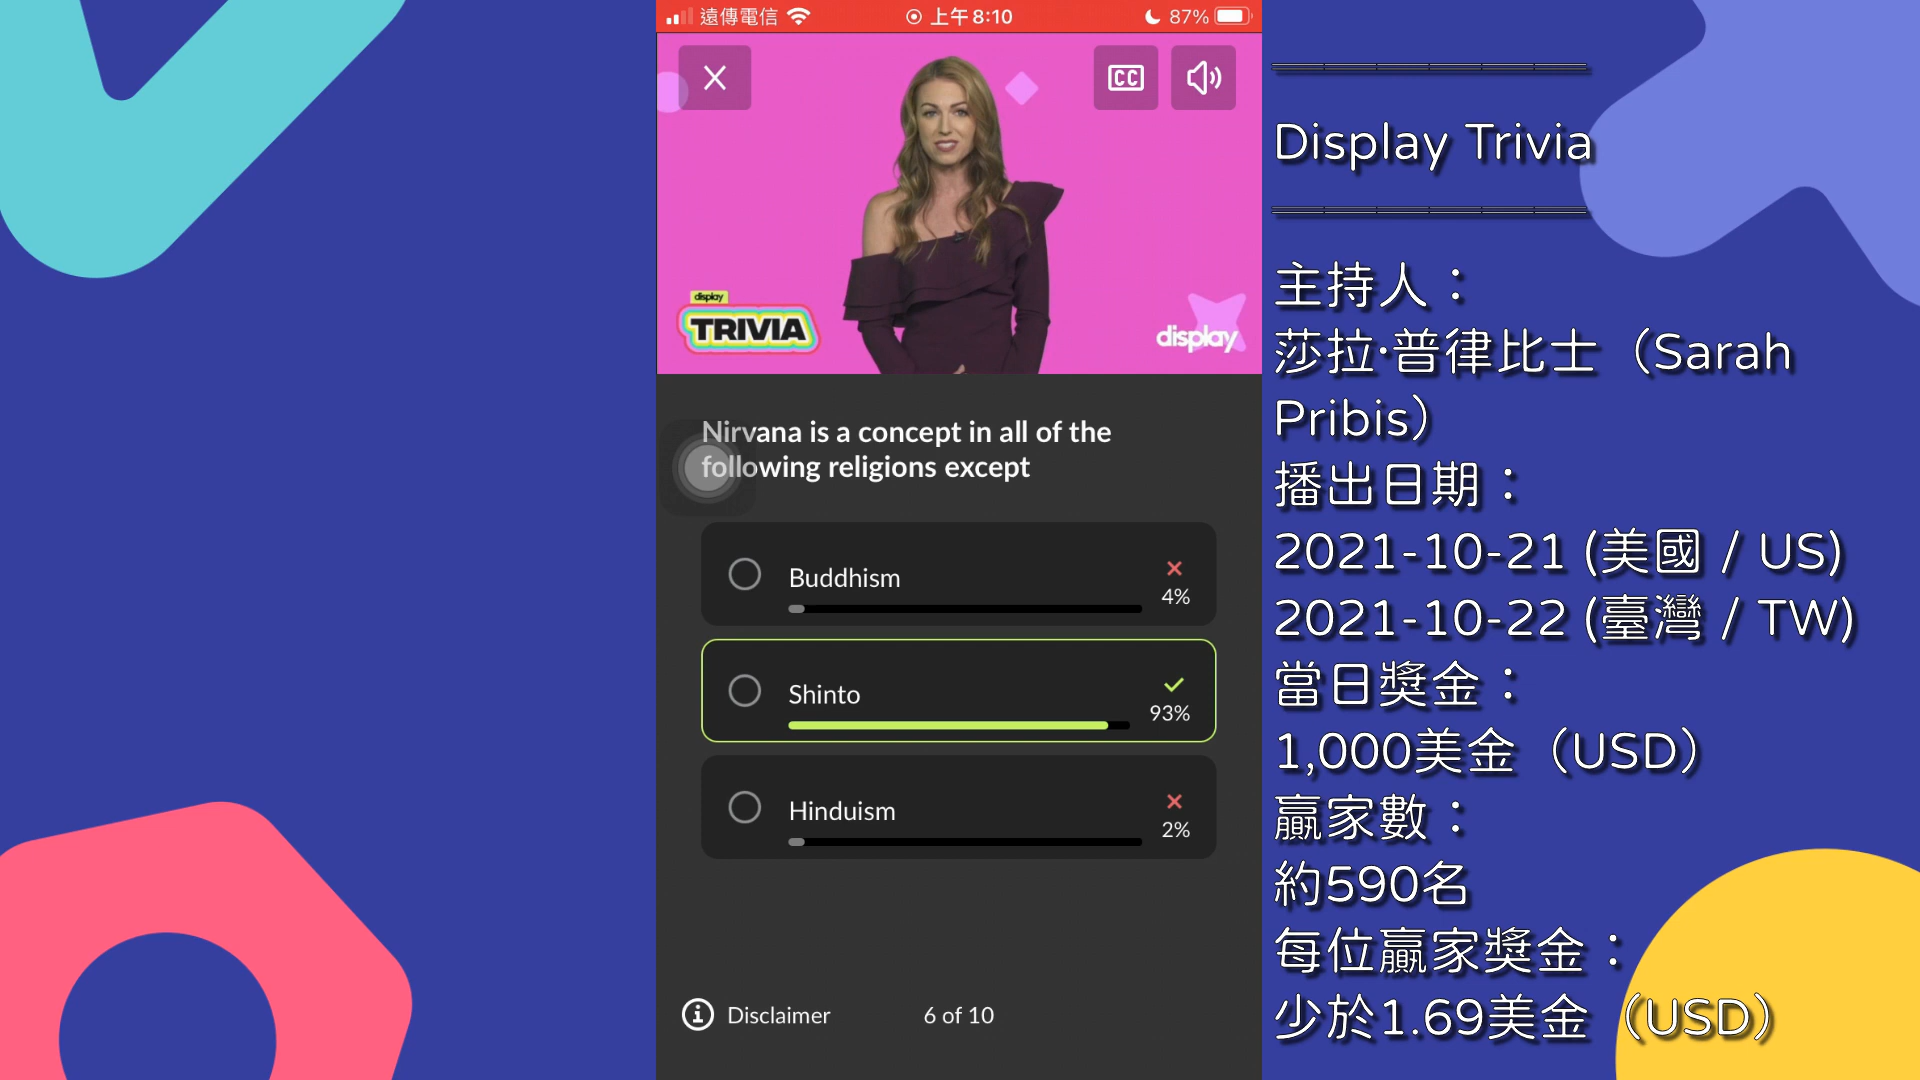 遠傳電信
上午8:10
87%
CC
display
TRIVIA
display
Nirvana is a concept in all of the
following religions except
Buddhism
4%
Shinto
93%
Hinduism
2%
Disclaimer
6 of 10
Display Trivia
主持人：
莎拉·普律比士（Sarah
Pribis）
播出日期：
2021-10-21 (美國 / US)
2021-10-22 (臺灣 / TW)
當日獎金：
1,000美金（USD）
贏家數：
約590名
每位贏家獎金：
少於1.69美金（USD）